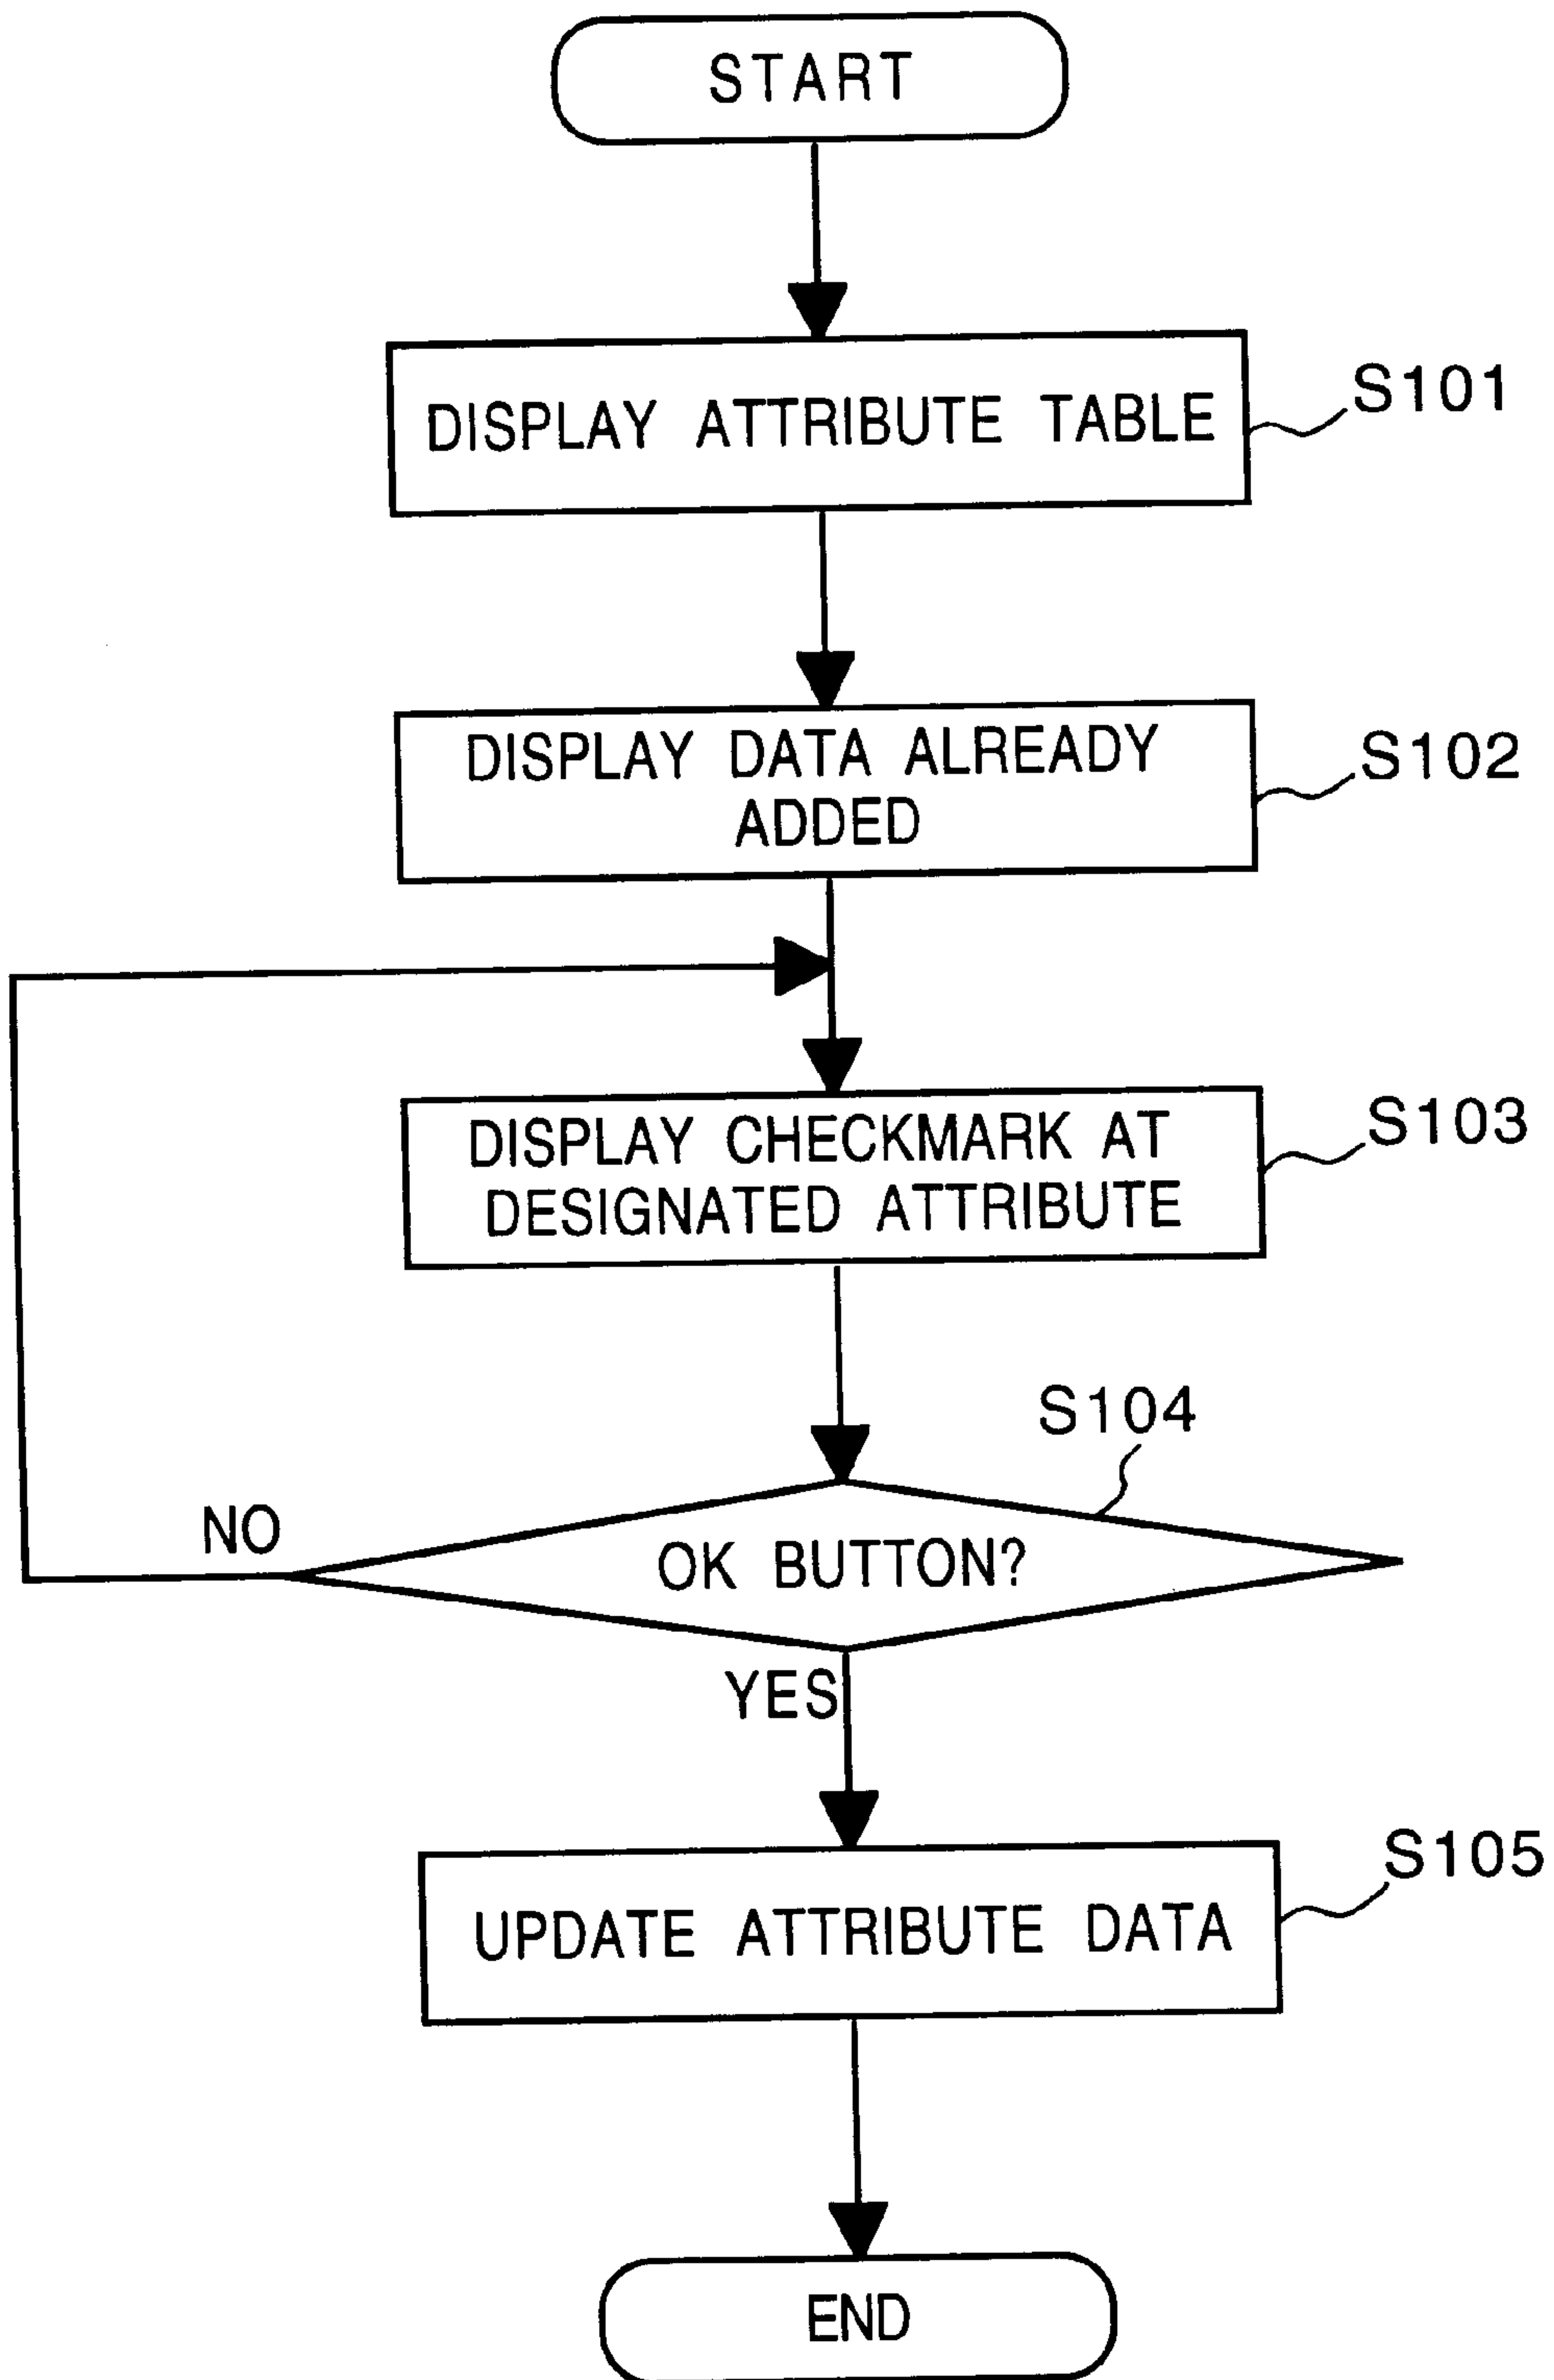 START
DISPLAY ATTRIBUTE TABLE
S101
DISPLAY DATA ALREADY
ADDED
S102
DISPLAY CHECKMARK AT
DESIGNATED ATTRIBUTE
S103
S104
NO
OK BUTTON?
YES
UPDATE ATTRIBUTE DATA
S105
END